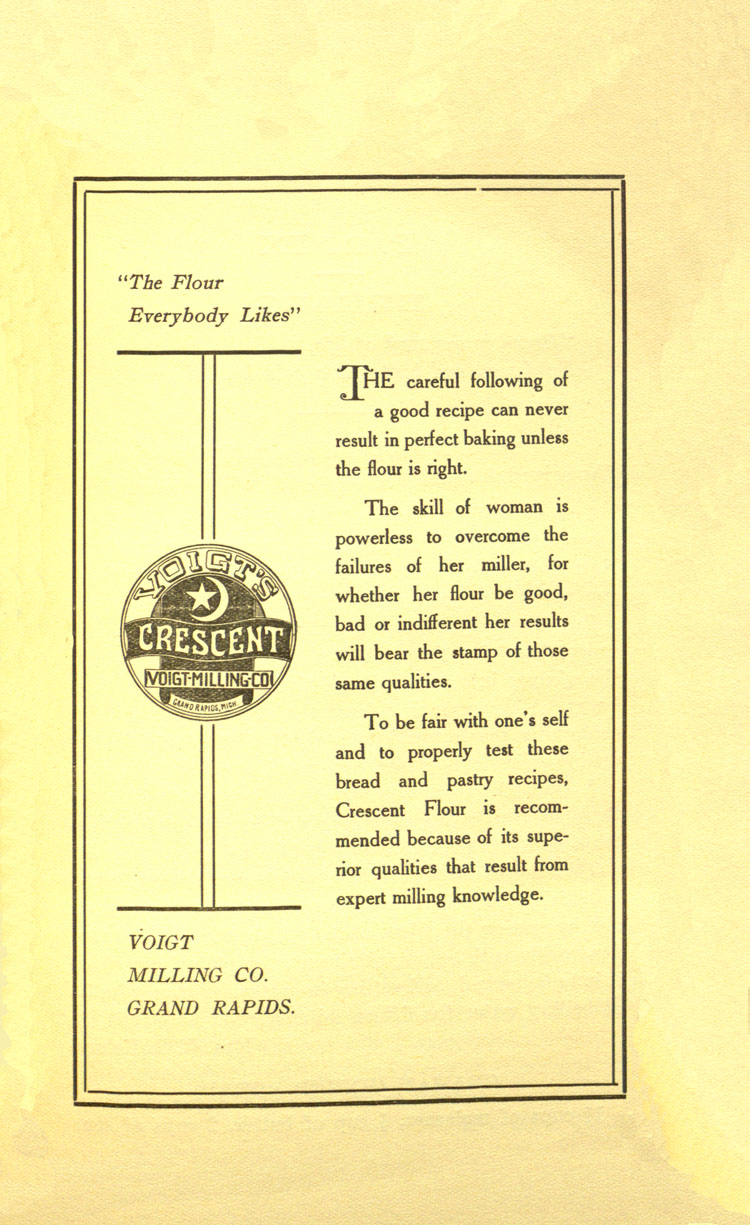 “The Flour
Everybody Likes”
VOIGT'S
CRESCENT
VOIGT-MILLING-CO
GRAND RAPIDS, MICH
VOIGT
MILLING CO.
GRAND RAPIDS.
THE careful following of
a good recipe can never
result in perfect baking unless
the flour is right.
The skill of woman is
powerless to overcome the
failures of her miller, for
whether her flour be good,
bad or indifferent her results
will bear the stamp of those
same qualities.
To be fair with one's self
and to properly test these
bread and pastry recipes,
Crescent Flour is recom-
mended because of its supe-
rior qualities that result from
expert milling knowledge.